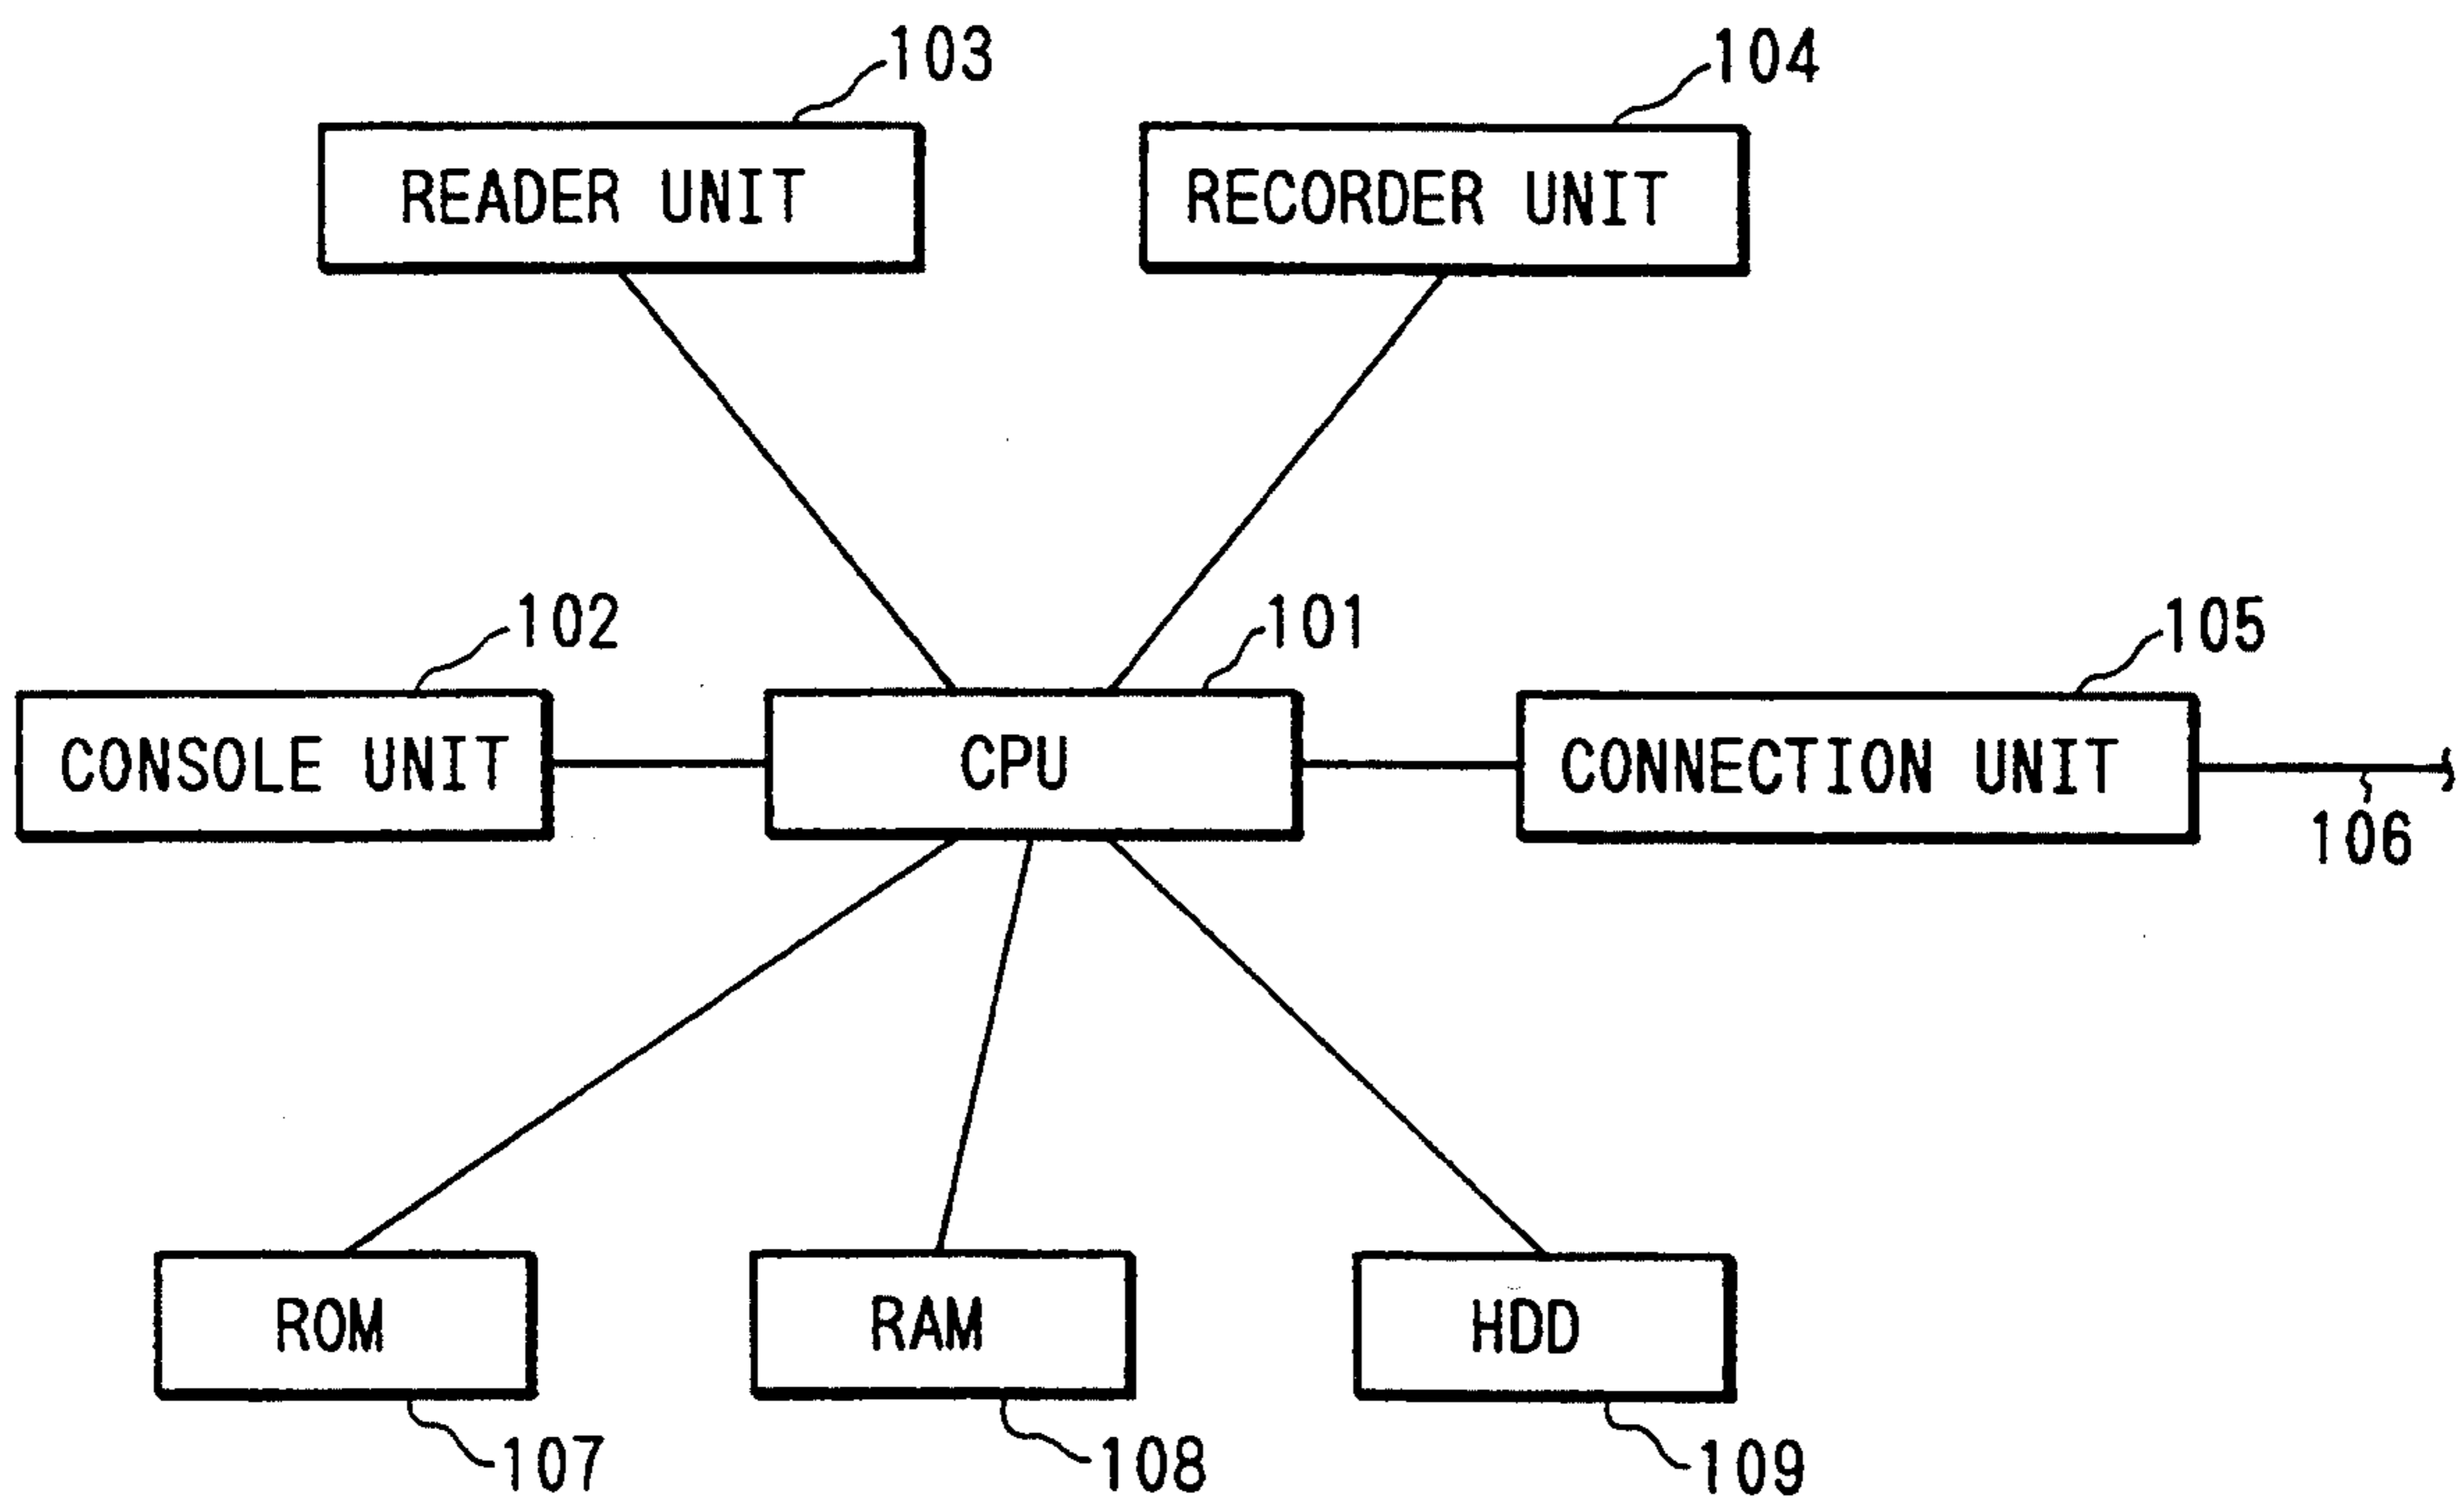 103
104
READER UNIT
RECORDER UNIT
102
101
105
CONSOLE UNIT
CPU
CONNECTION UNIT
106
ROM
RAM
HDD
107
108
109